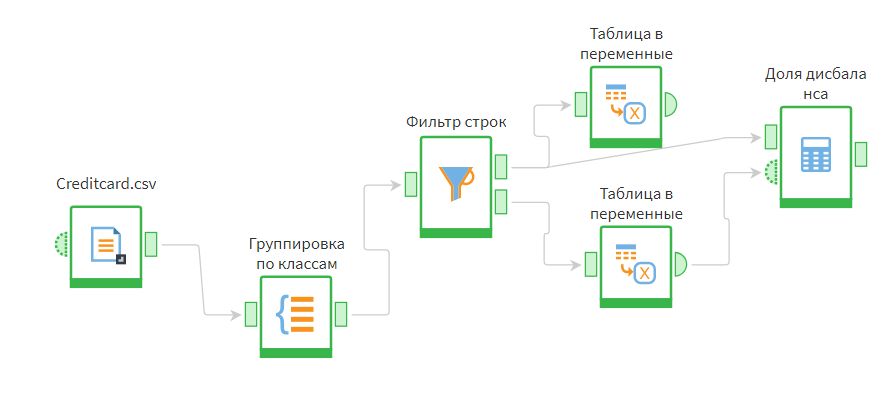 Таблица в
переменные
Доля дисбала
нса
Фильтр строк
Creditcard.csv
Таблица в
переменные
Группировка
по классам